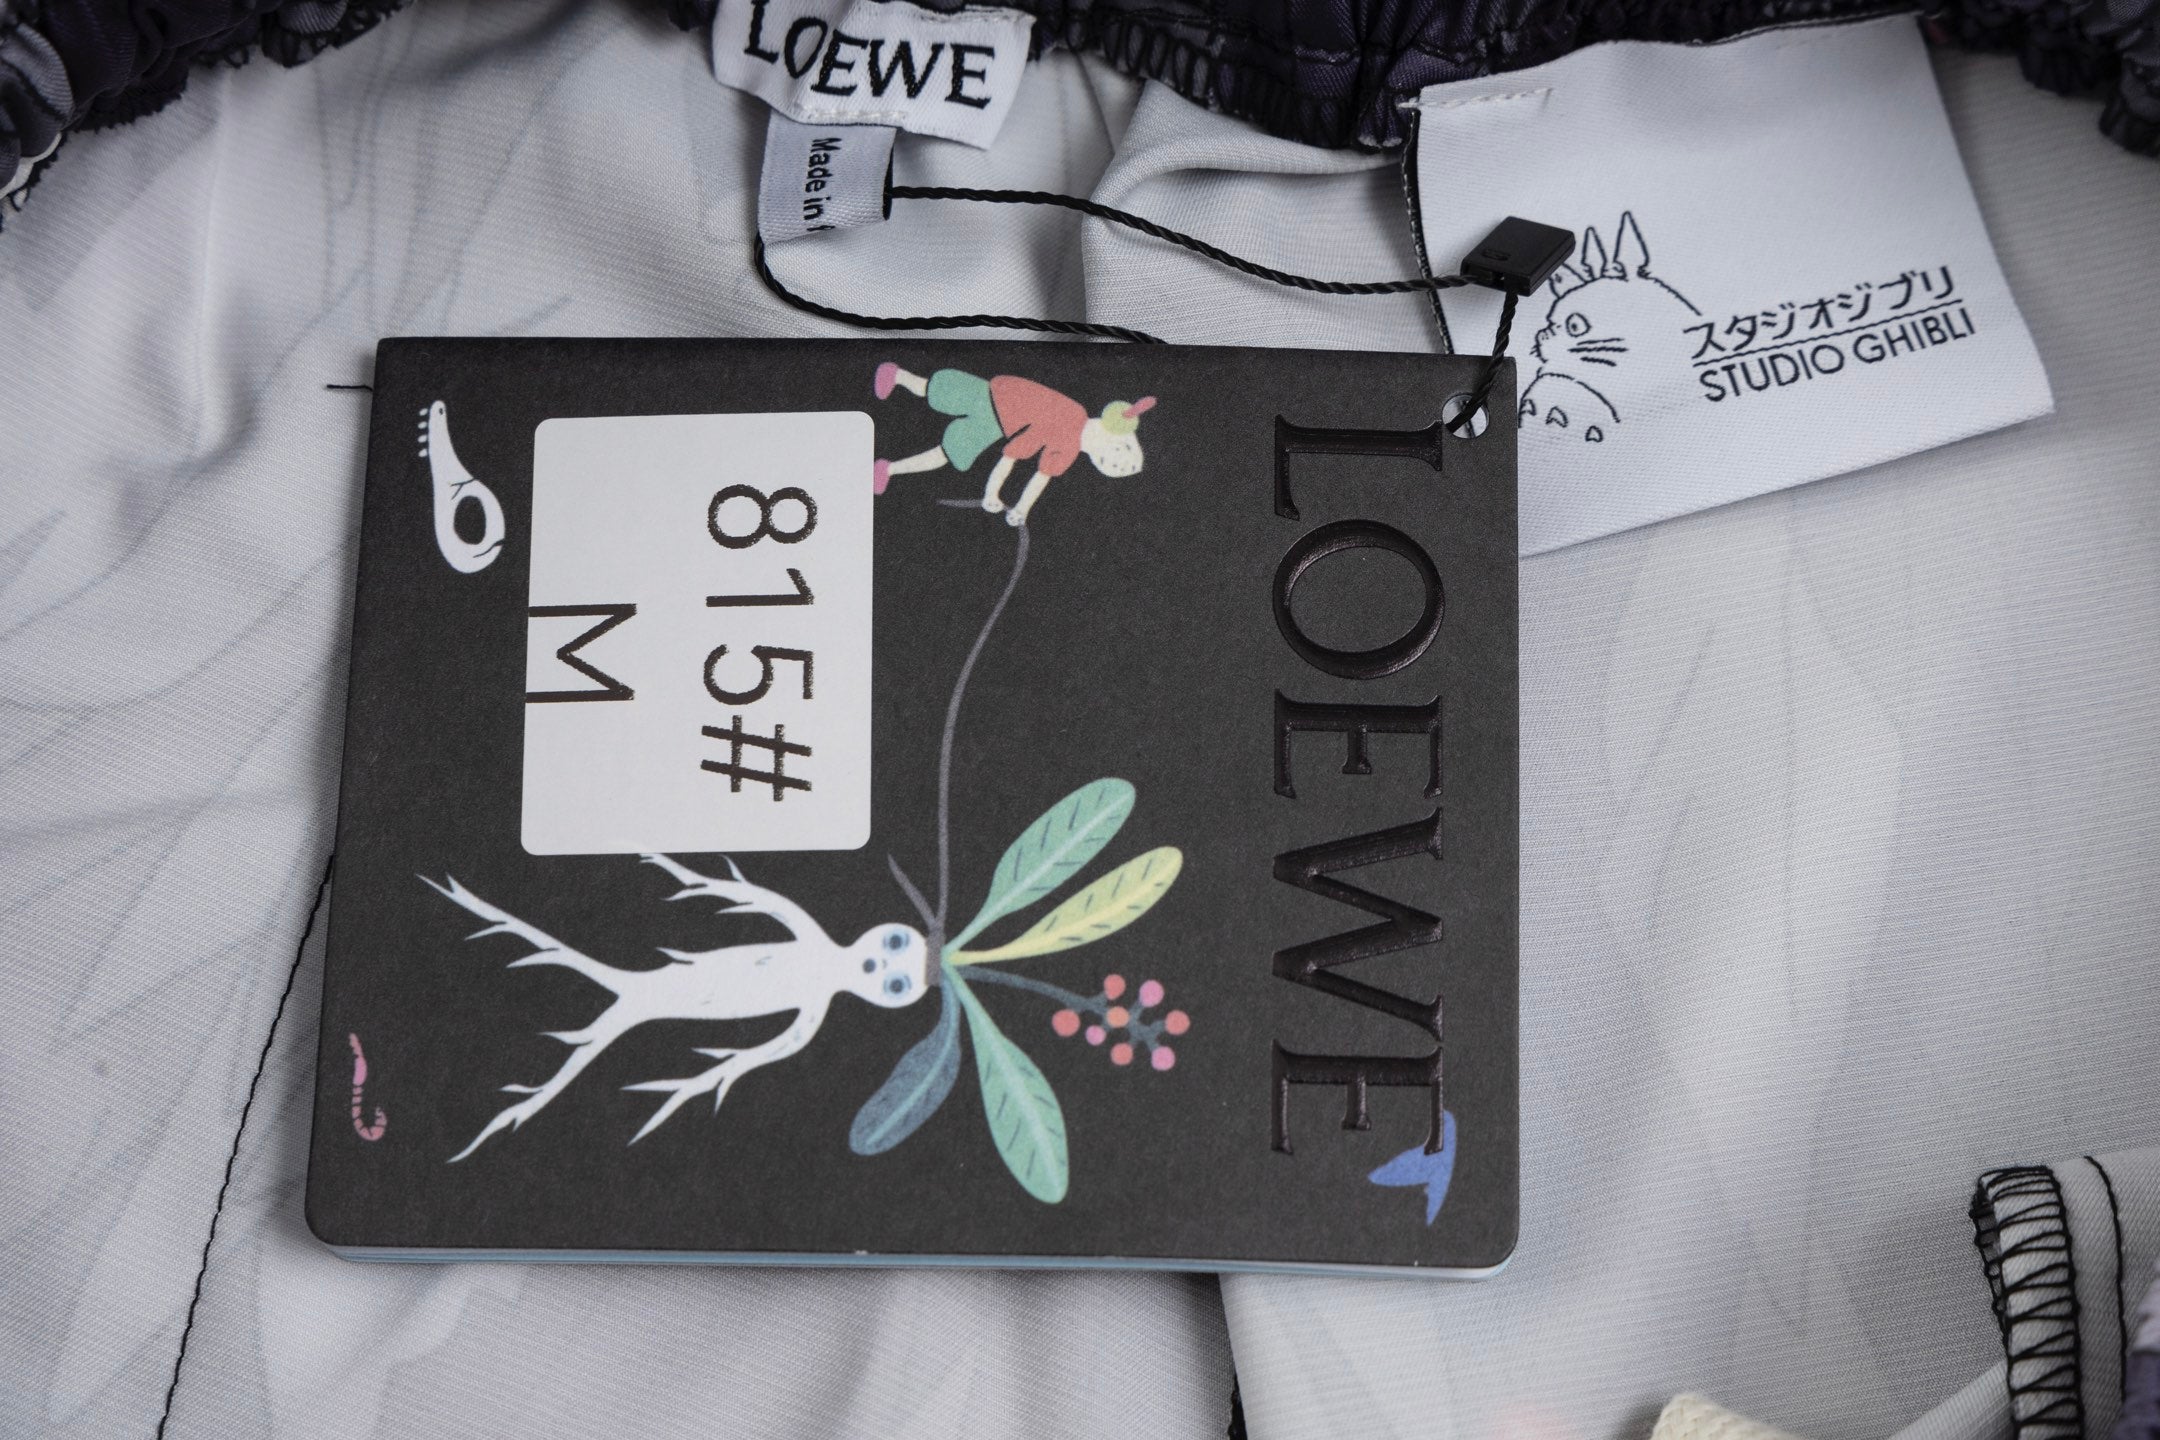 LOEWE
Made in
スタジオジブリ
STUDIO GHIBLI
LOEWE
815#
M